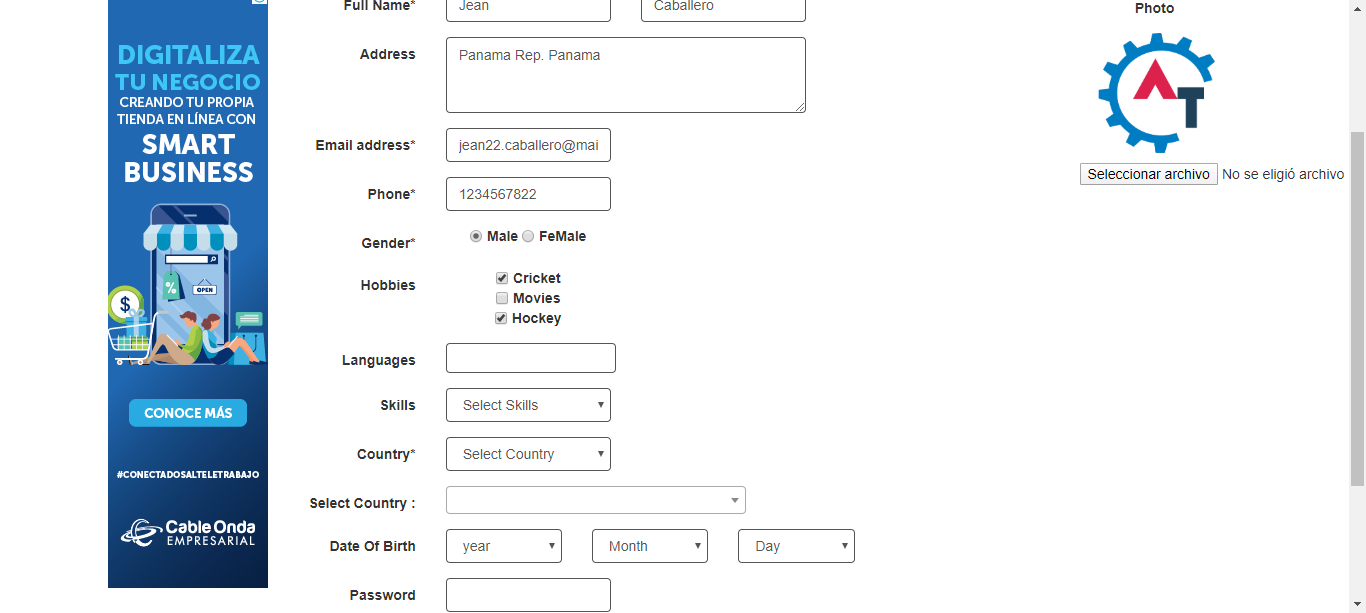 DIGITALIZA
TU NEGOCIO
CREANDO TU PROPIA
TIENDA EN LÍNEA CON
SMART
BUSINESS
$
%
OPEN
CONOCE MÁS
#CONECTADOSALTELETRABAJO
Cable Onda
EMPRESARIAL
Full Name* Jean Caballero
Address Panama Rep. Panama
Email address* jean22.caballero@mai
Phone* 1234567822
Gender* Male FeMale
Hobbies Cricket
Movies
Hockey
Languages
Skills Select Skills
Country* Select Country
Select Country :
Date Of Birth year Month Day
Password
Photo
AT
Seleccionar archivo No se eligió archivo